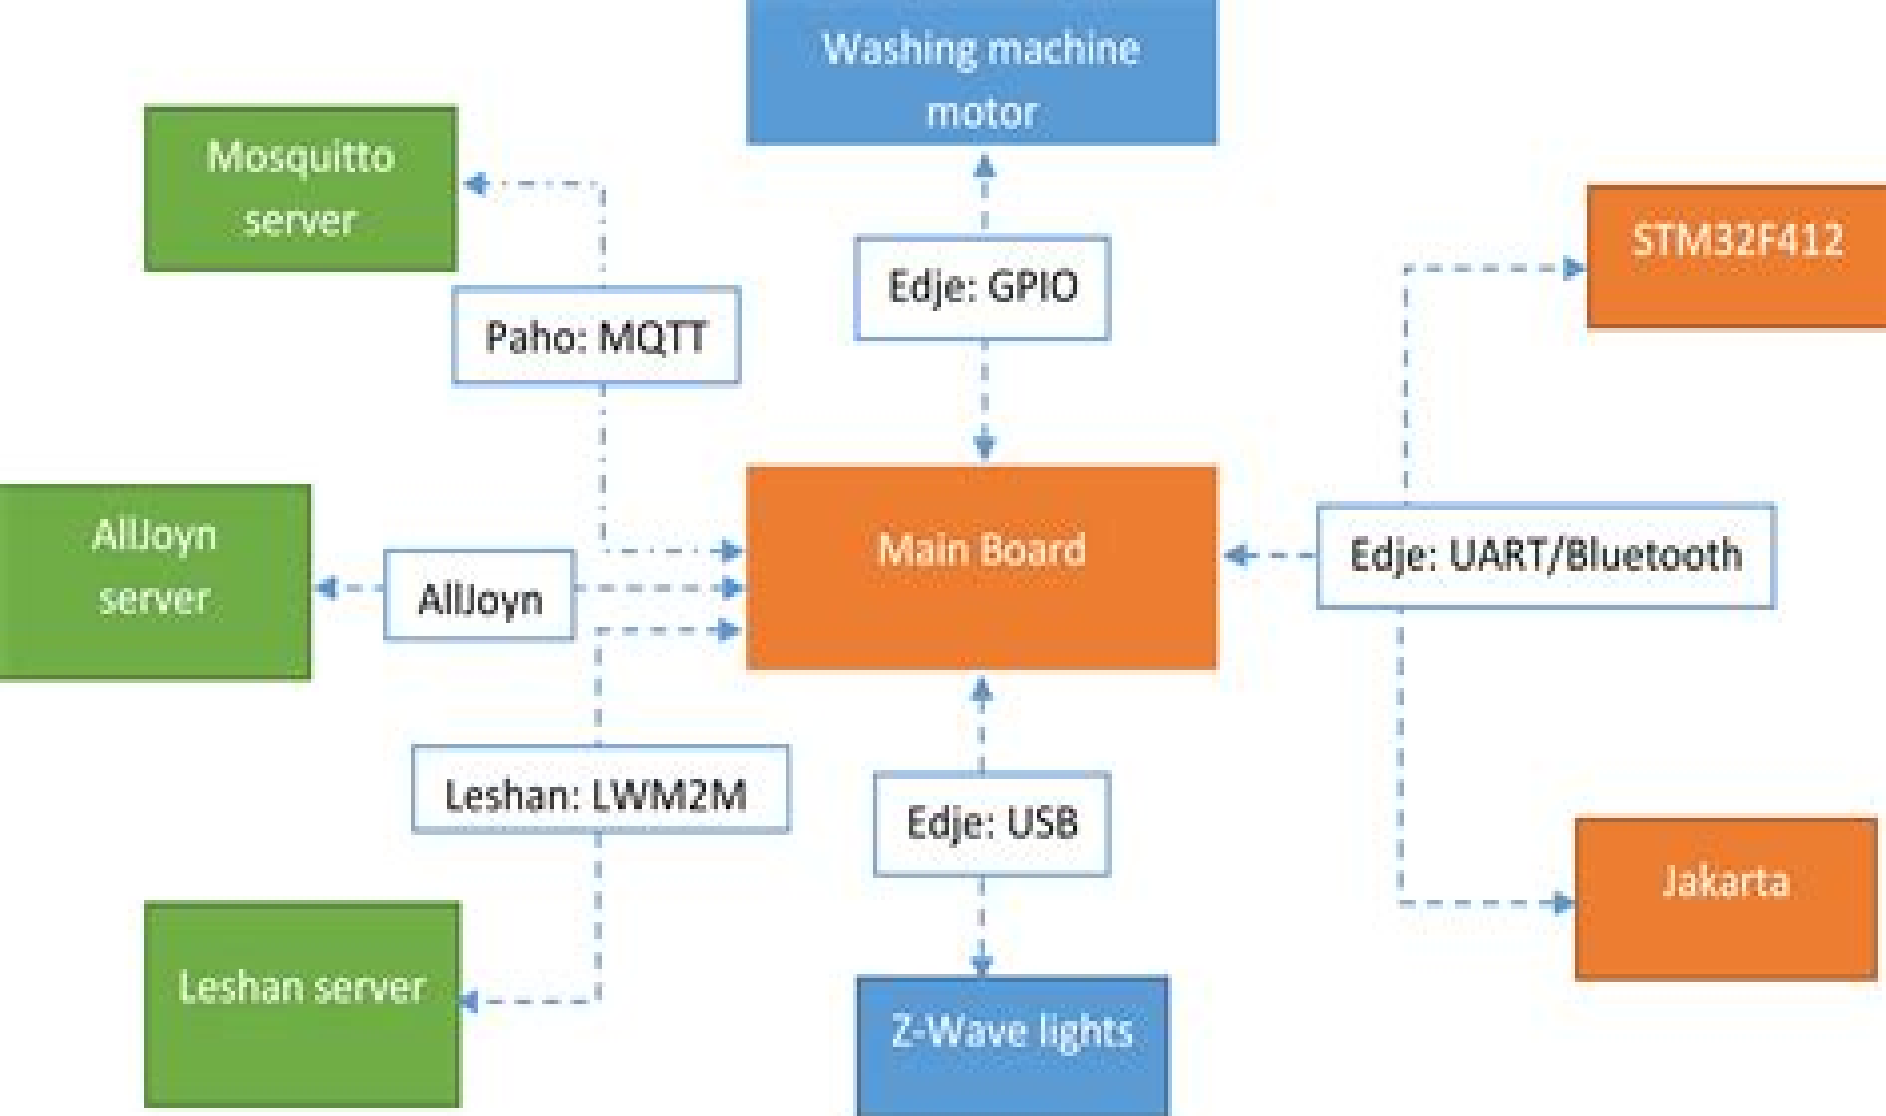 Washing machine
motor
Mosquitto
server
STM32F412
Edje: GPIO
Paho: MQTT
AllJoyn
server
AllJoyn
Main Board
Edje: UART/Bluetooth
Leshan: LWM2M
Edje: USB
Jakarta
Leshan server
Z-Wave lights